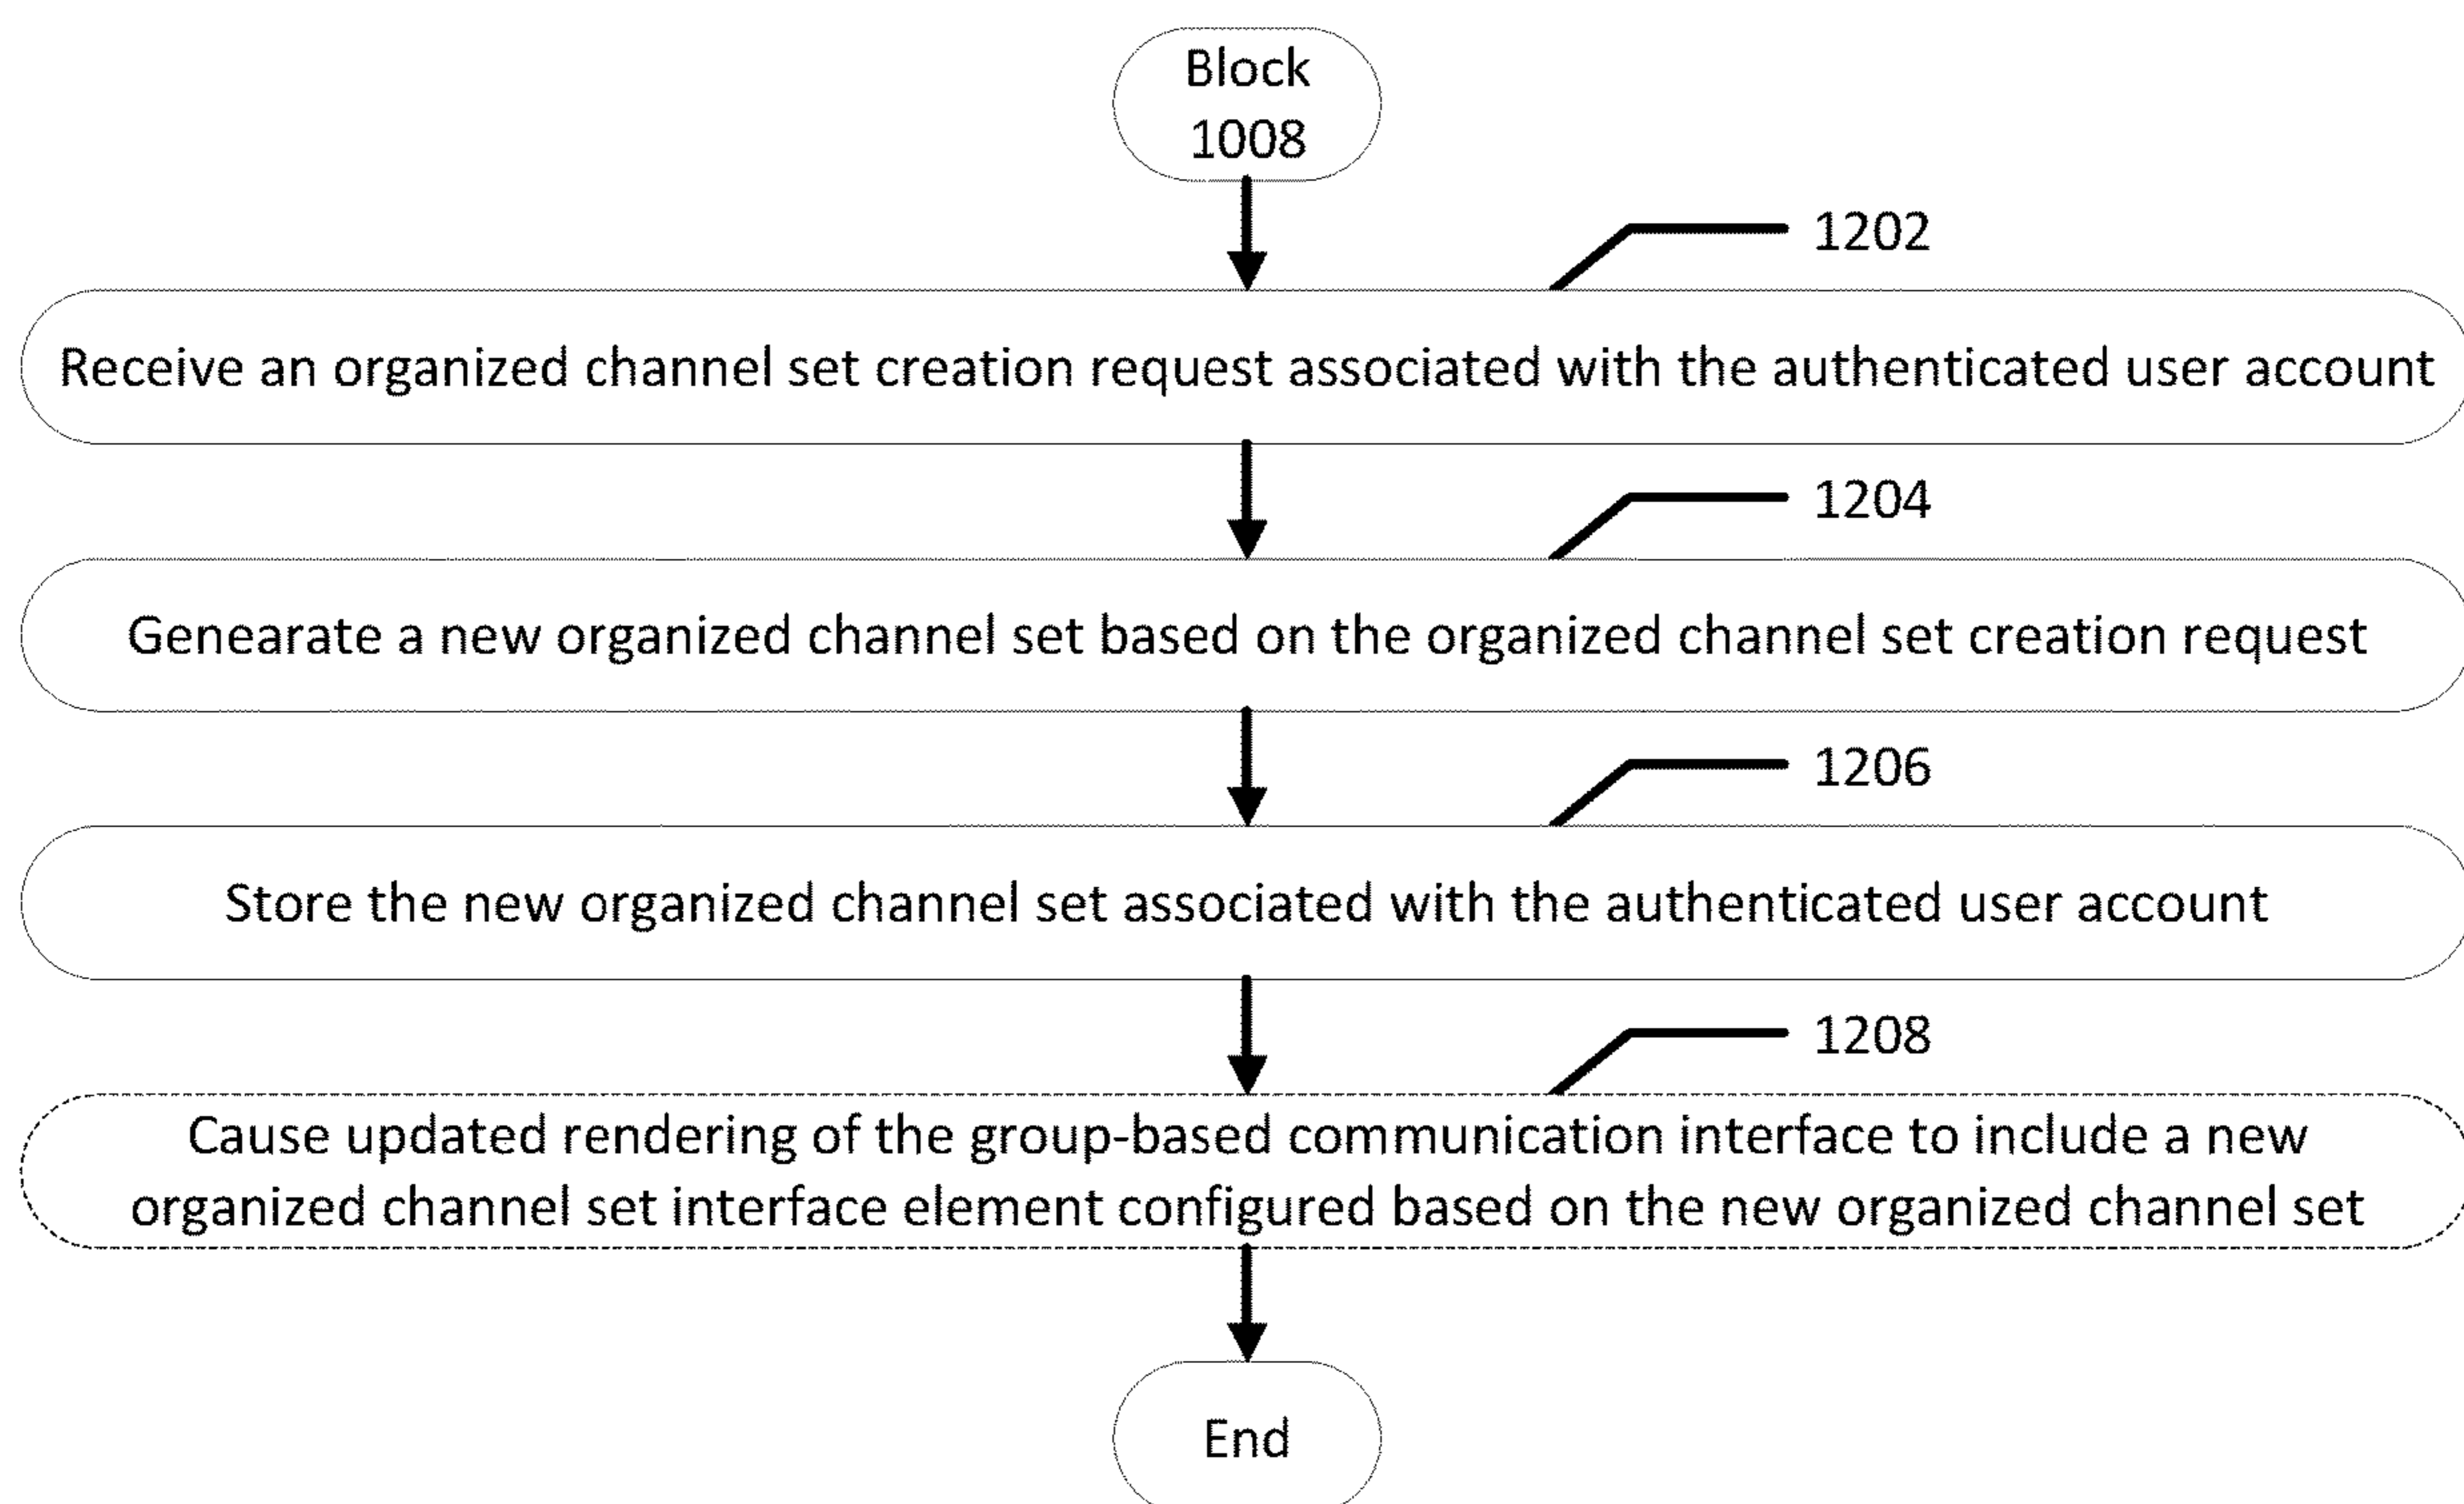 Block
1008
1202
Receive an organized channel set creation request associated with the authenticated user account
1204
Genearate a new organized channel set based on the organized channel set creation request
1206
Store the new organized channel set associated with the authenticated user account
1208
Cause updated rendering of the group-based communication interface to include a new
organized channel set interface element configured based on the new organized channel set
End